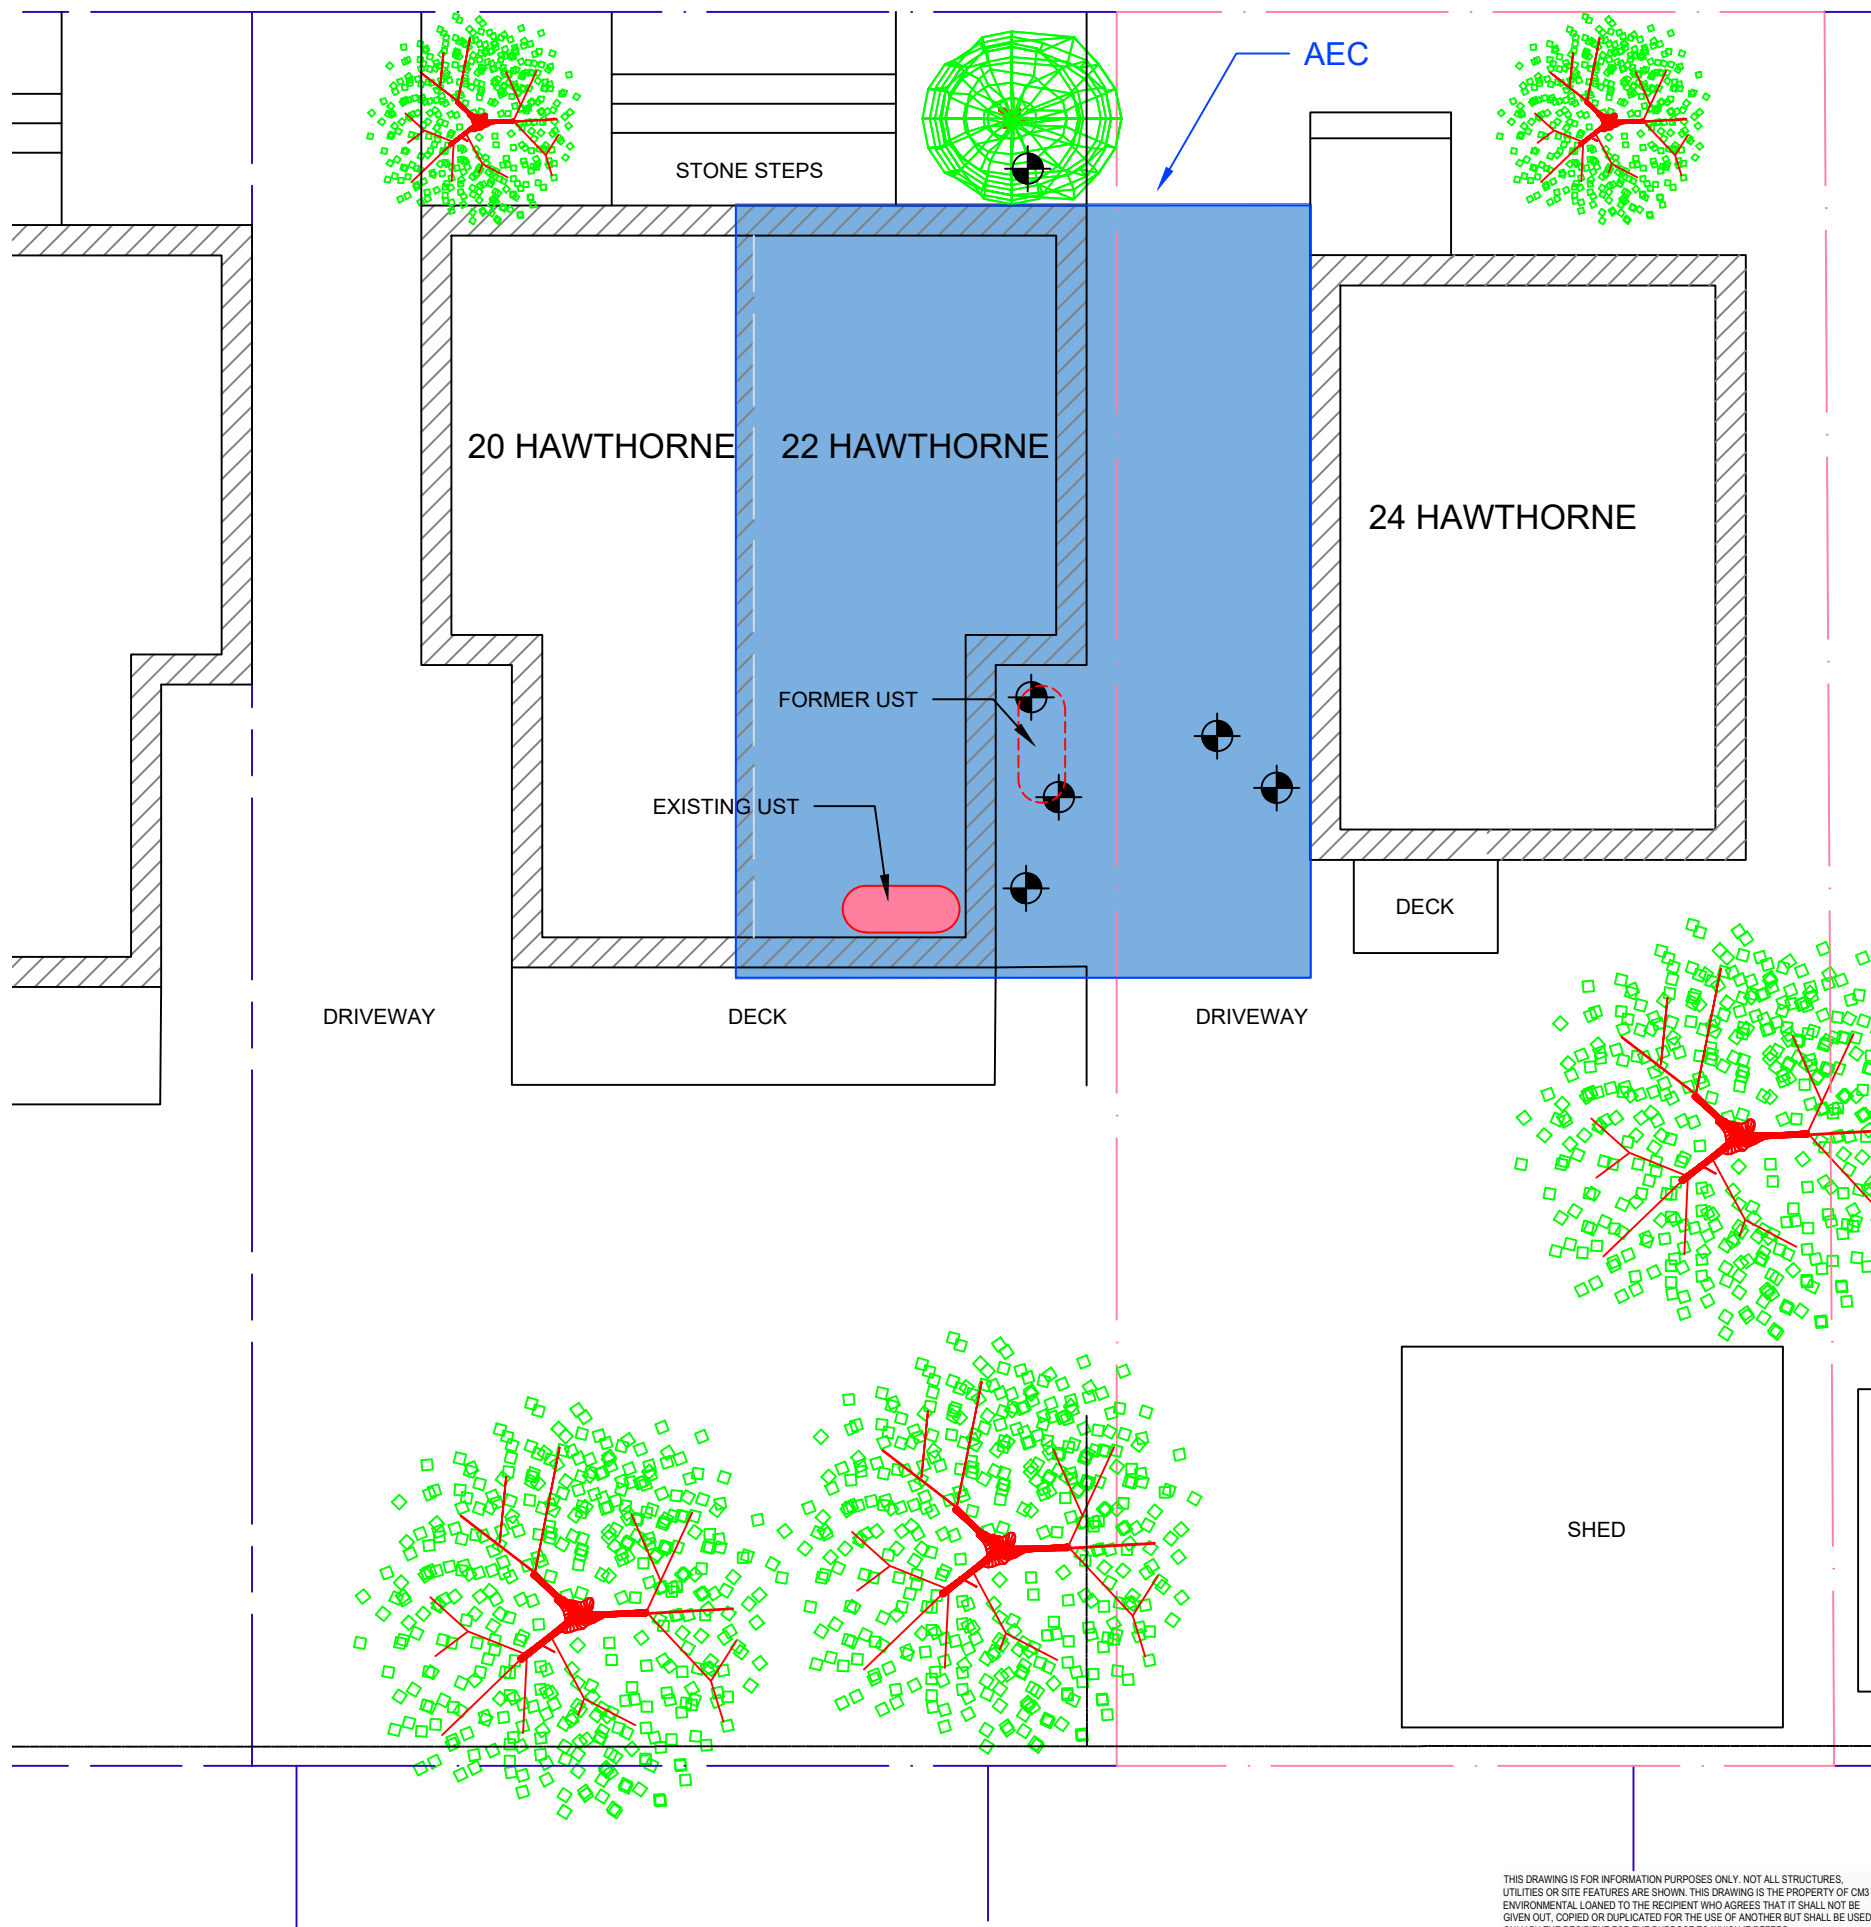 AEC
STONE STEPS
20 HAWTHORNE
22 HAWTHORNE
24 HAWTHORNE
FORMER UST
EXISTING UST
DECK
DRIVEWAY
DECK
DRIVEWAY
SHED
THIS DRAWING IS FOR INFORMATION PURPOSES ONLY. NOT ALL STRUCTURES,
UTILITIES OR SITE FEATURES ARE SHOWN. THIS DRAWING IS THE PROPERTY OF CM3
ENVIRONMENTAL LOANED TO THE RECIPIENT WHO AGREES THAT IT SHALL NOT BE
GIVEN OUT, COPIED OR DUPLICATED FOR THE USE OF ANOTHER BUT SHALL BE USED